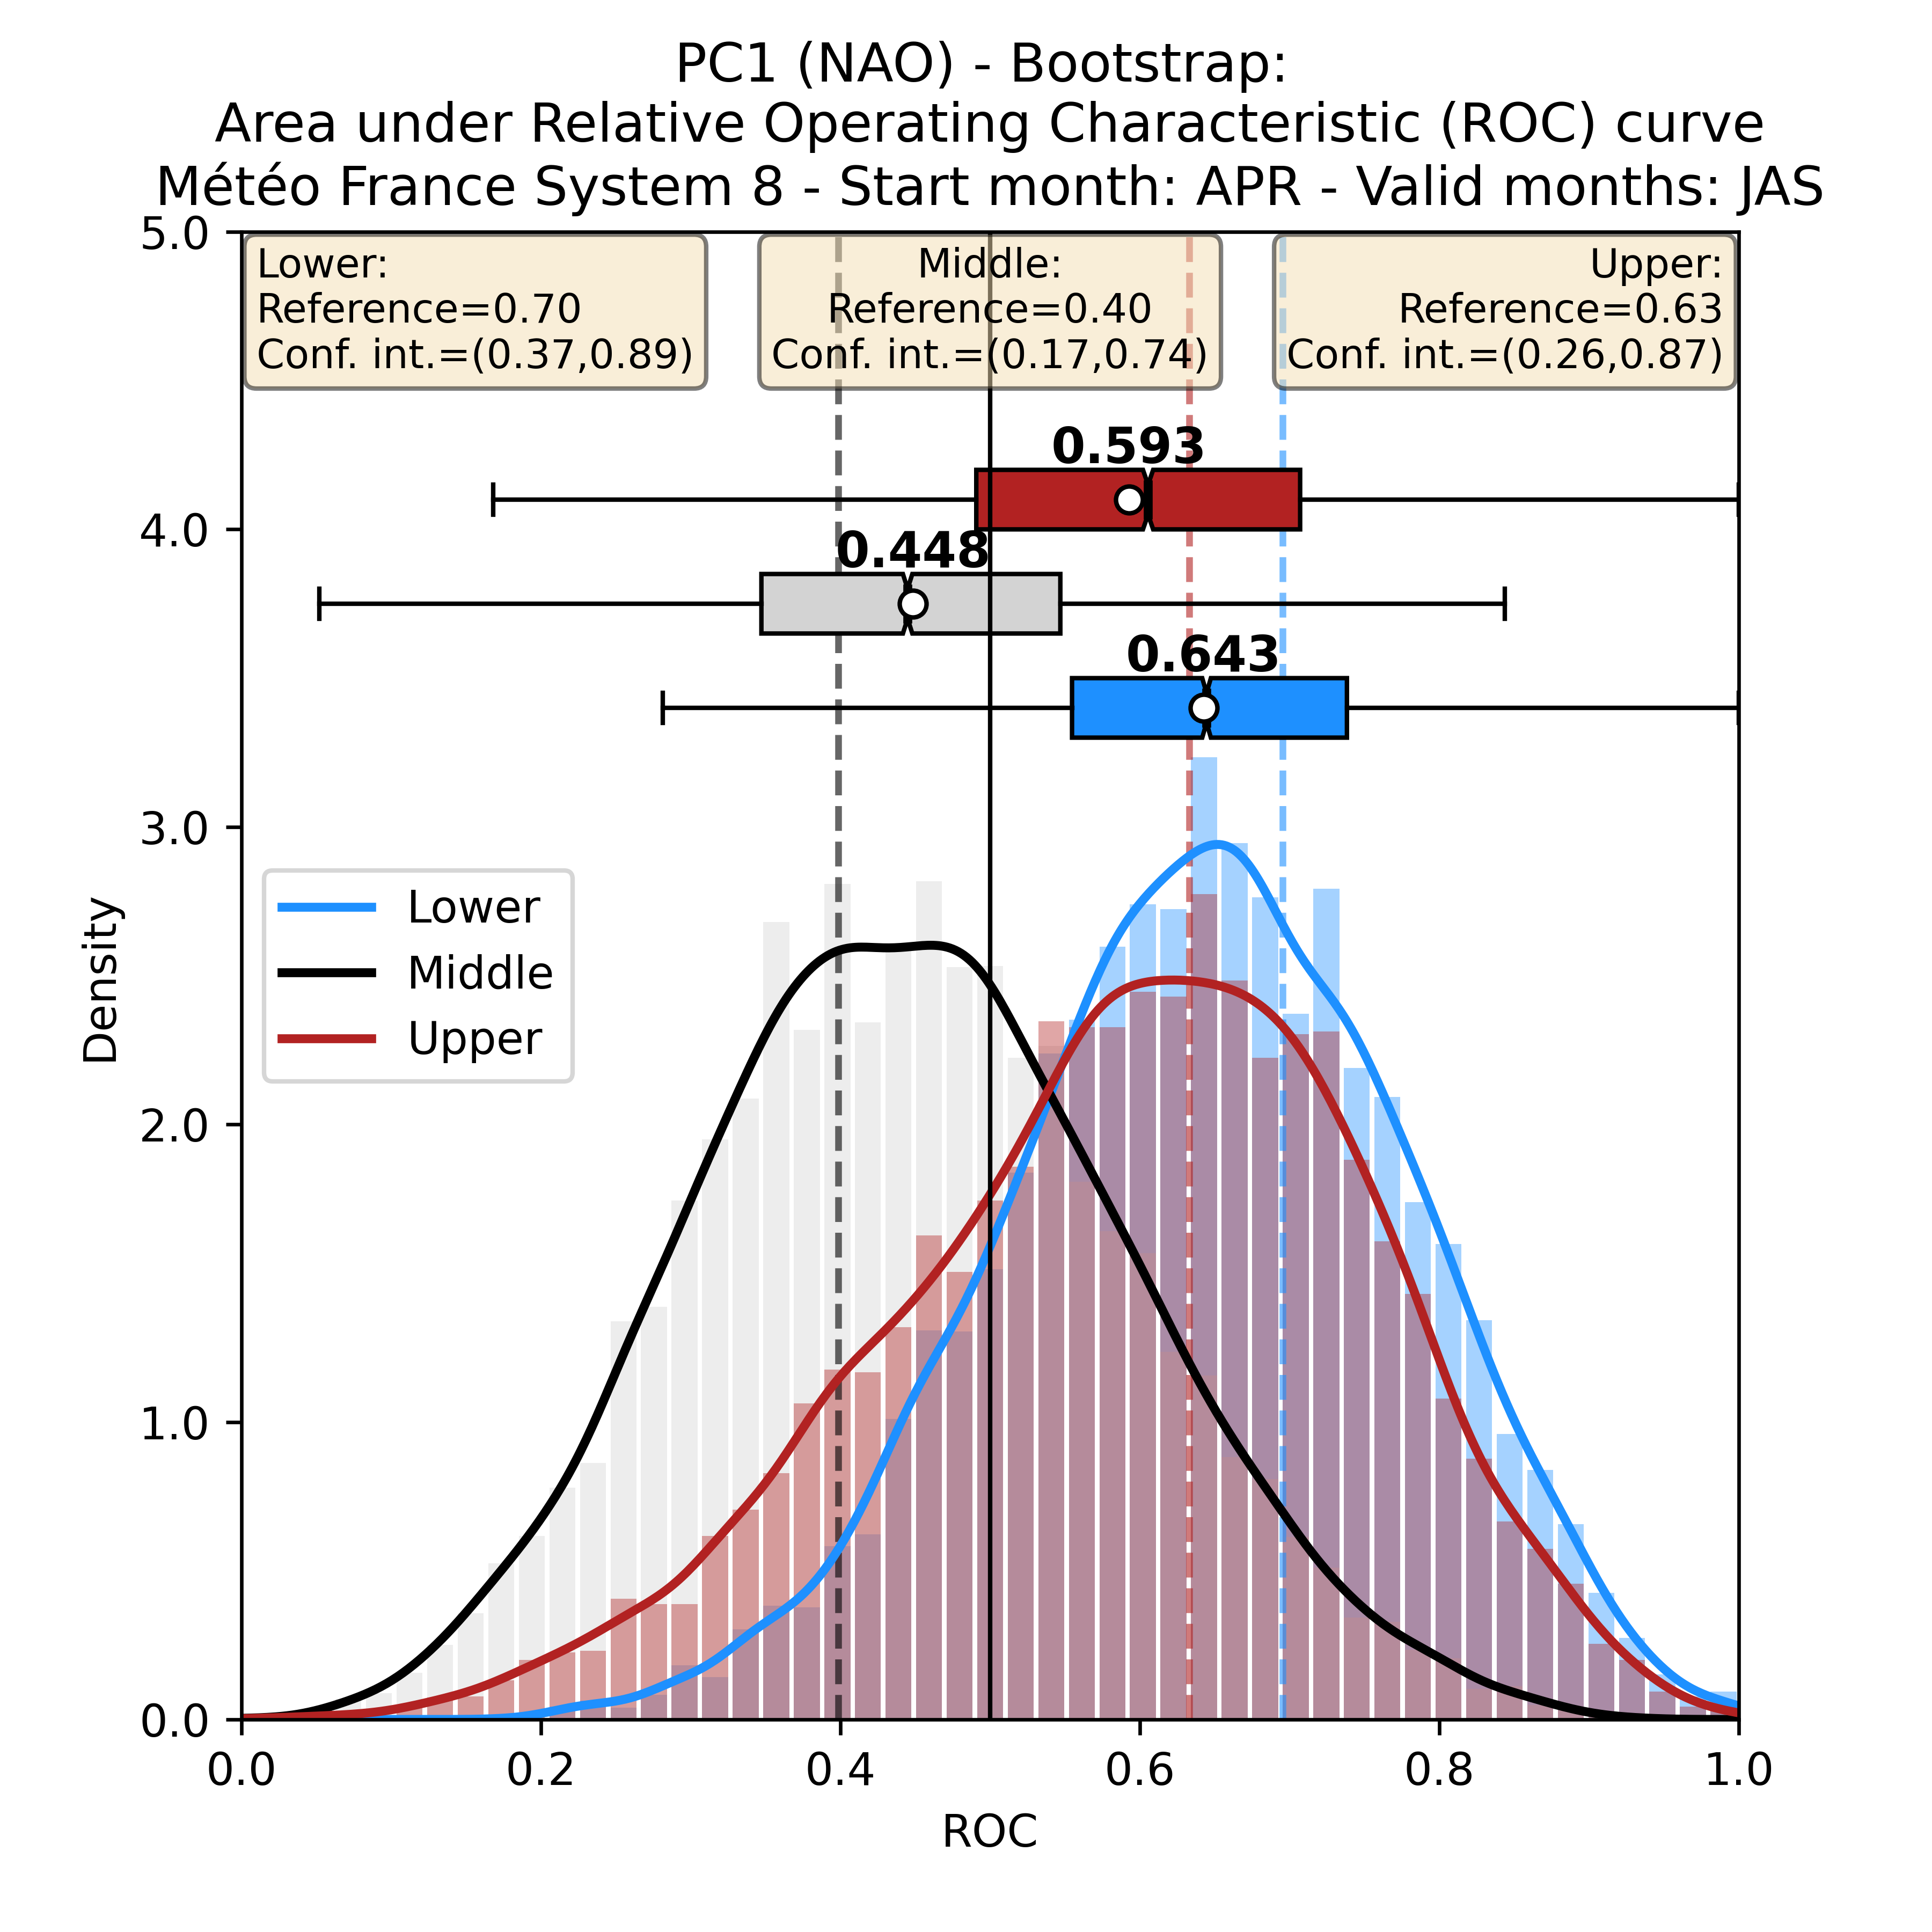 PC1 (NAO) - Bootstrap:
Area under Relative Operating Characteristic (ROC) curve
Météo France System 8 - Start month: APR - Valid months: JAS
Lower:
Reference=0.70
Conf. int.=(0.37,0.89)
Middle:
Reference=0.40
Conf. int.=(0.17,0.74)
Upper:
Reference=0.63
Conf. int.=(0.26,0.87)
0.593
0.448
0.643
Lower
Middle
Upper
Density
5.0
4.0
3.0
2.0
1.0
0.0
0.0
0.2
0.4
0.6
0.8
1.0
ROC